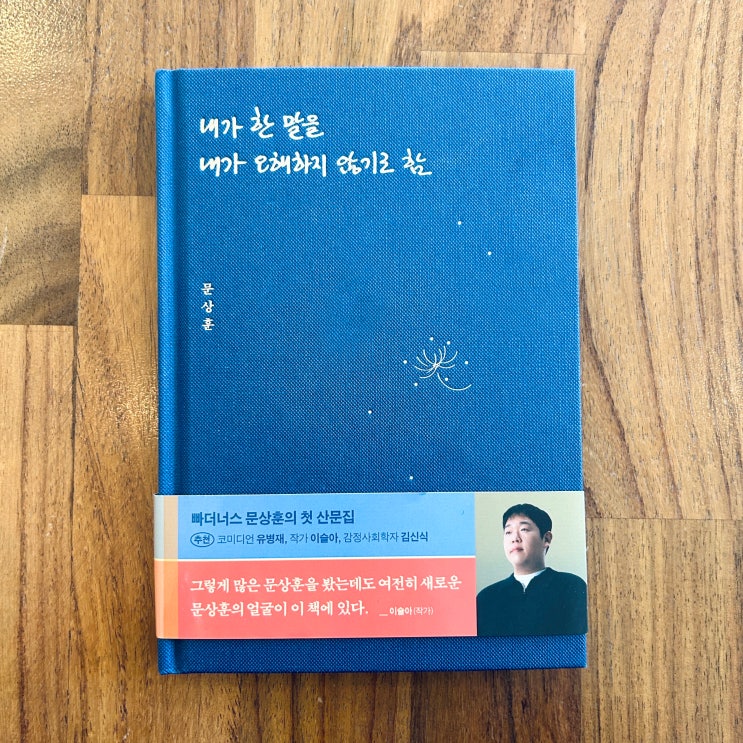 내가 한 말을
내가 오해하지 않기로 함
문상훈
빠더너스 문상훈의 첫 산문집
추천 코미디언 유병재, 작가 이슬아, 감정사회학자 김신식
그렇게 많은 문상훈을 봤는데도 여전히 새로운
문상훈의 얼굴이 이 책에 있다. __ 이슬아(작가)